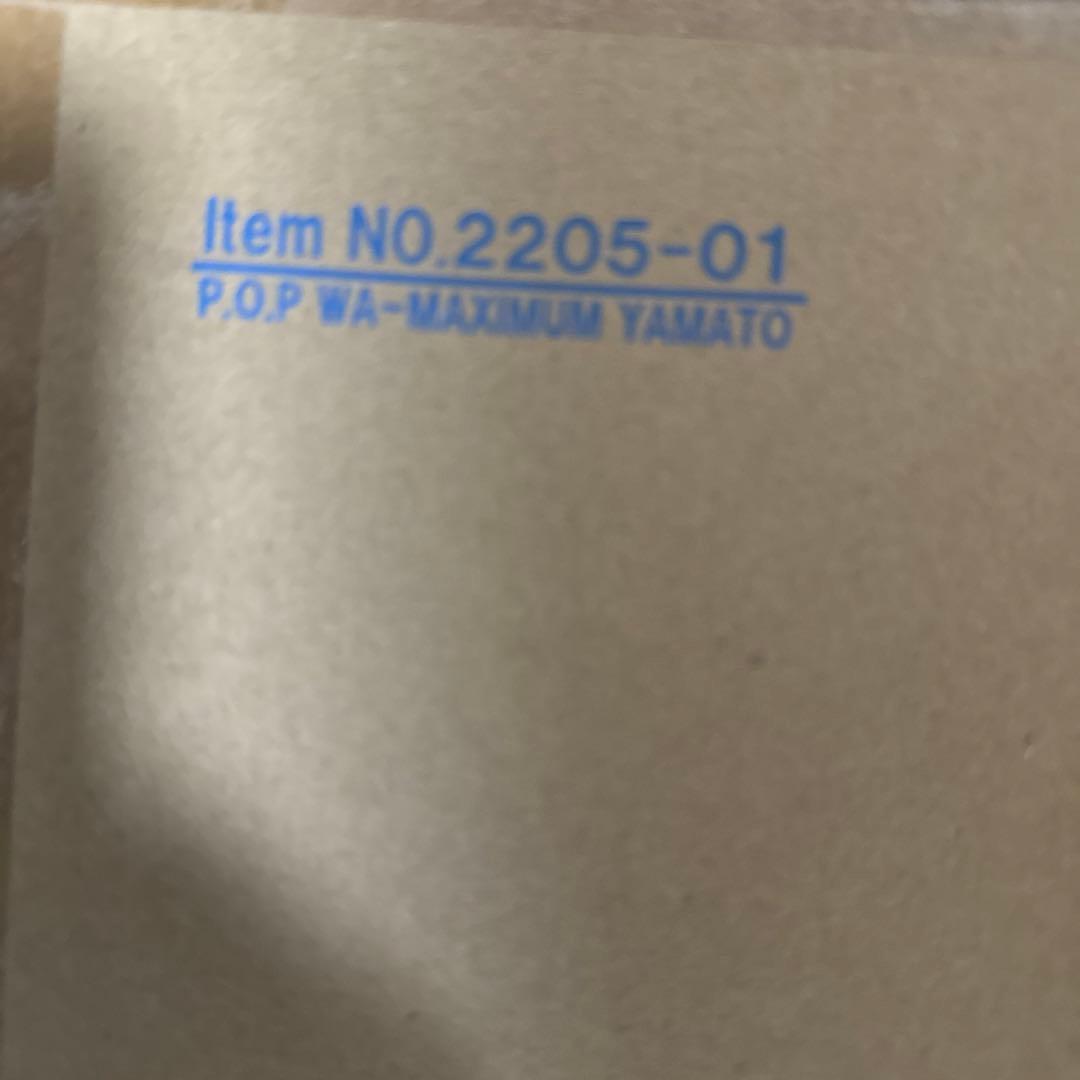 Item NO.2205-01
P.O.P WA-MAXIMUM YAMATO